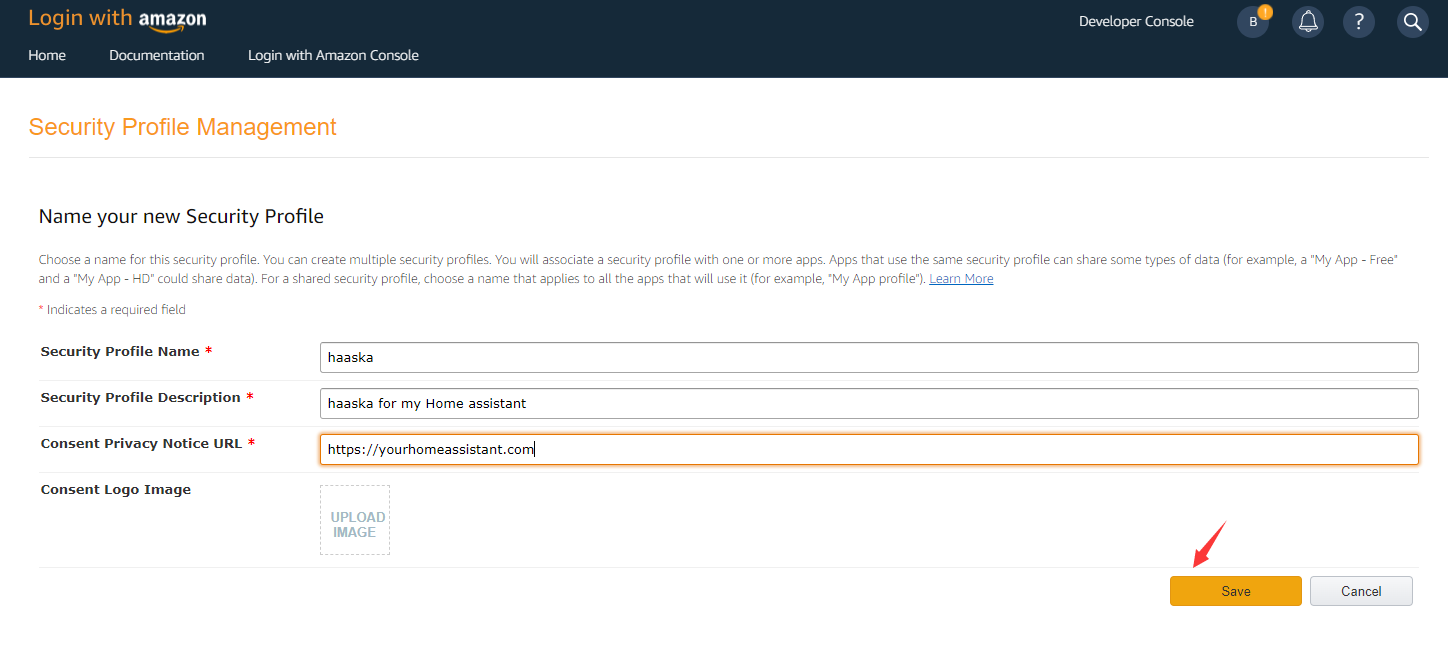 Login with amazon
Developer Console
B
!
?
Home
Documentation
Login with Amazon Console
Security Profile Management
Name your new Security Profile
Choose a name for this security profile. You can create multiple security profiles. You will associate a security profile with one or more apps. Apps that use the same security profile can share some types of data (for example, a "My App - Free"
and a "My App - HD" could share data). For a shared security profile, choose a name that applies to all the apps that will use it (for example, "My App profile"). Learn More
* Indicates a required field
Security Profile Name *
haaska
Security Profile Description *
haaska for my Home assistant
Consent Privacy Notice URL *
https://yourhomeassistant.com
Consent Logo Image
UPLOAD
IMAGE
Save
Cancel